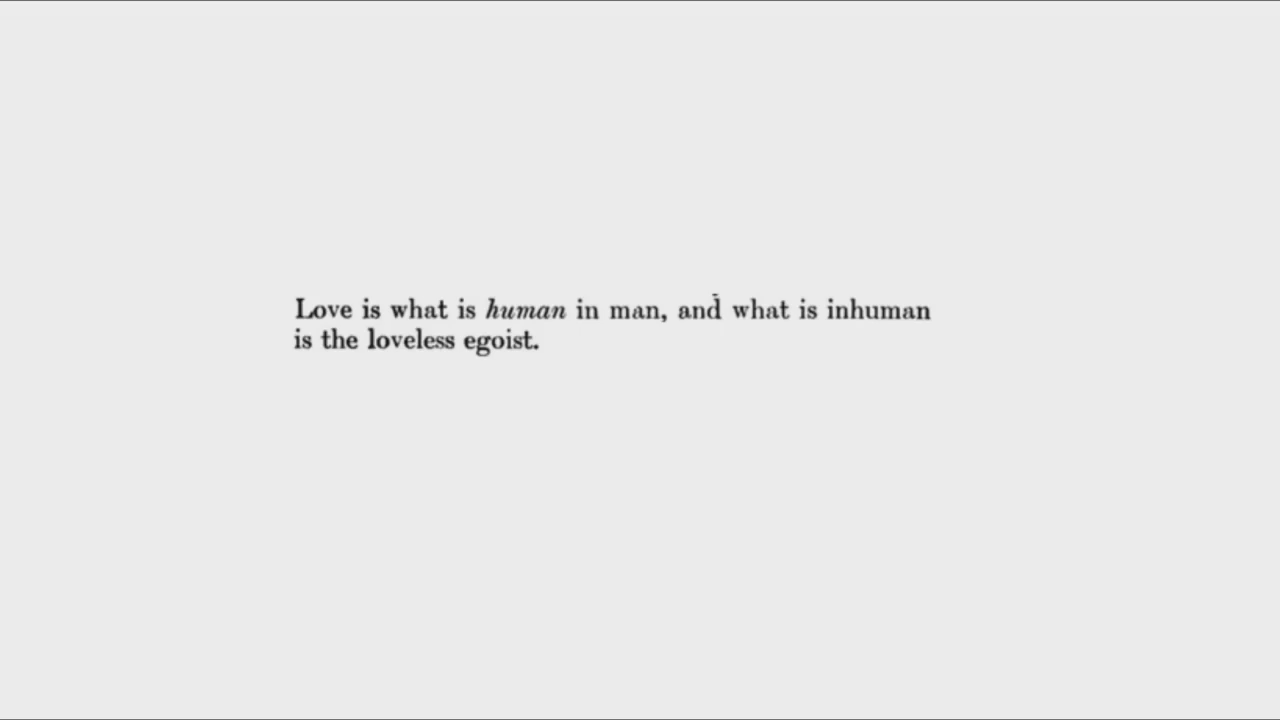 Love is what is human in man, and what is inhuman
is the loveless egoist.